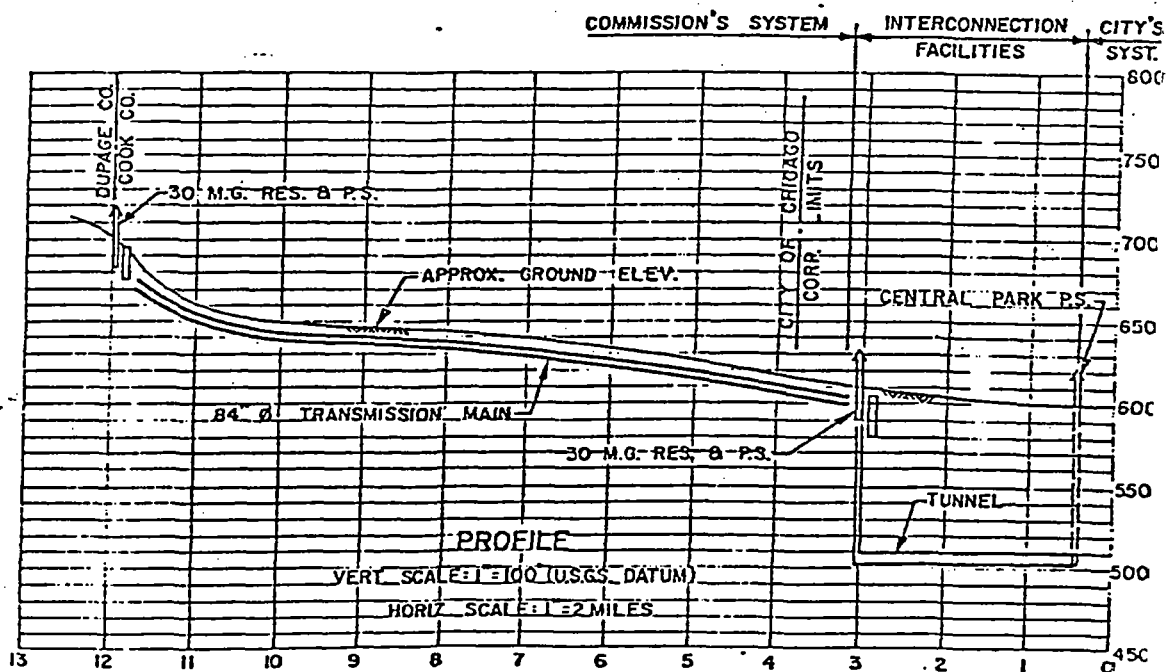 COMMISSION'S SYSTEM
INTERCONNECTION
FACILITIES
CITY'S
SYST.
DUPAGE CO.
COOK CO.
30 M.G. RES. & P.S.
APPROX. GROUND ELEV.
CITY OF CHICAGO
CORP. LIMITS
CENTRAL PARK P.S.
84" Ø TRANSMISSION MAIN
30 M.G. RES. & P.S.
TUNNEL
PROFILE
VERT SCALE: 1"=100' (U.S.G.S. DATUM)
HORIZ SCALE: 1"=2 MILES
800
750
700
650
600
550
500
450
13 12 11 10 9 8 7 6 5 4 3 2 1 0